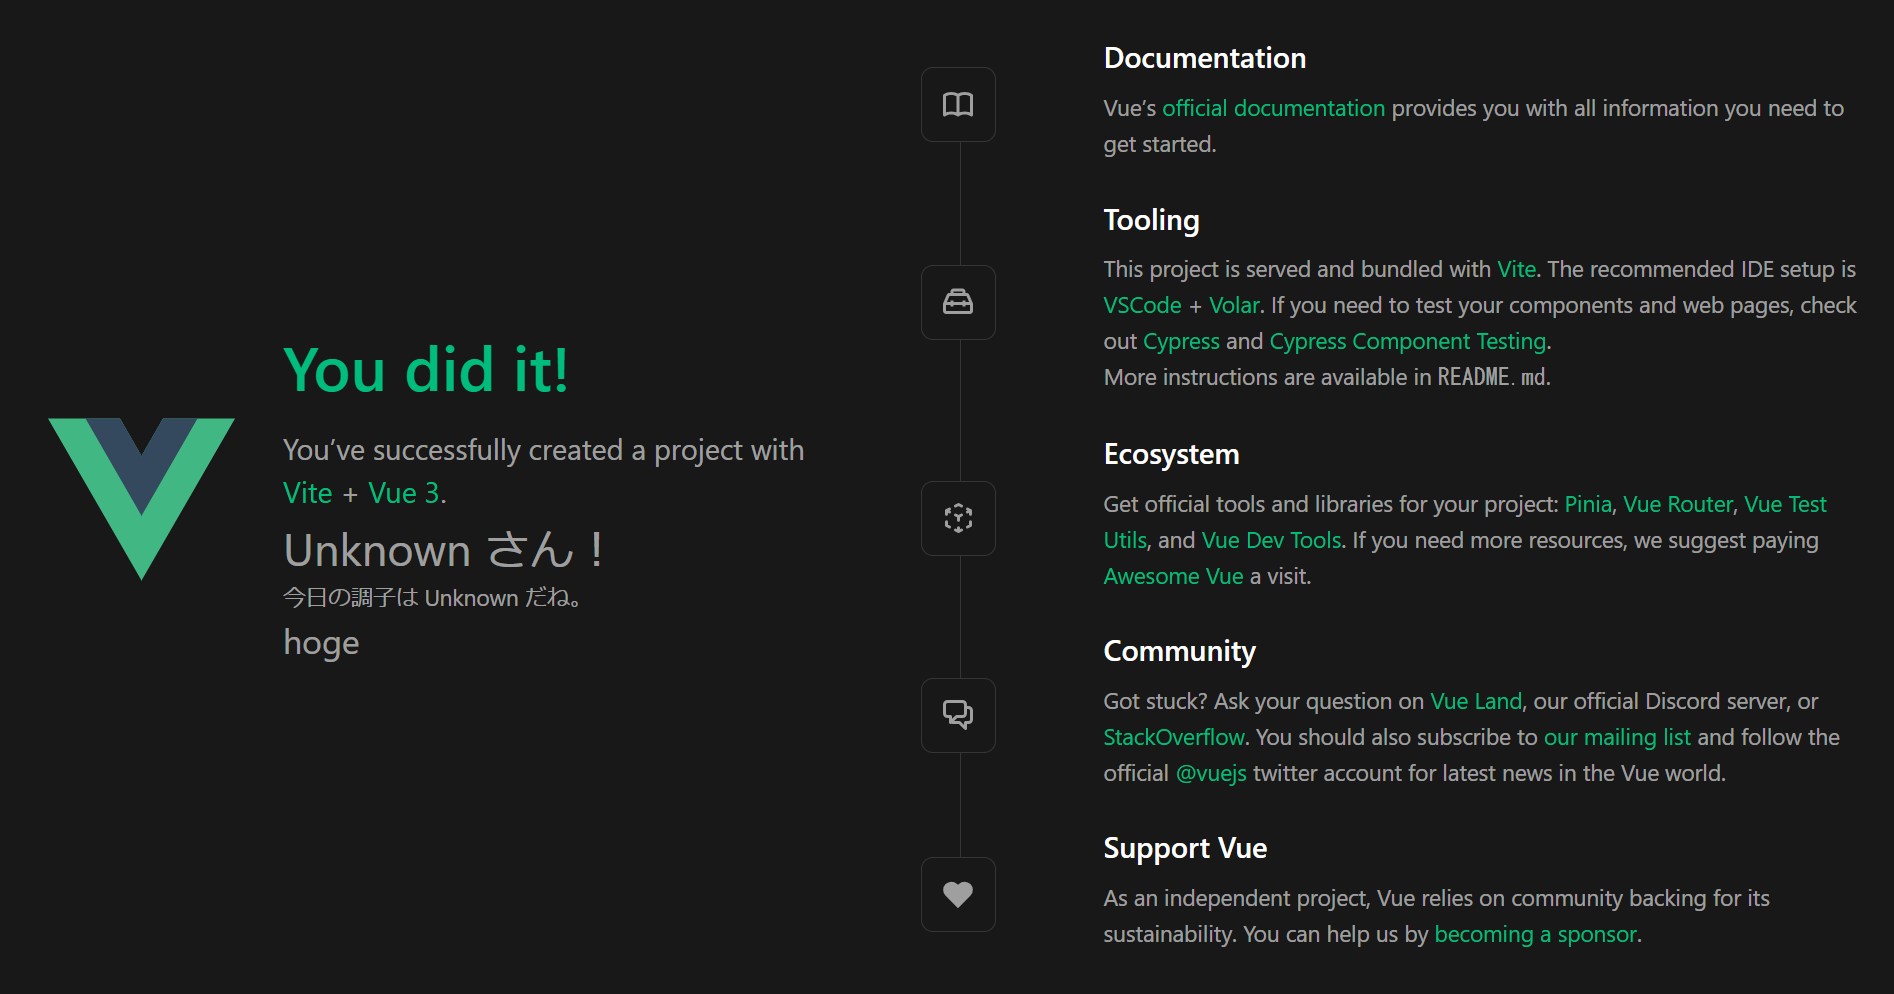 You did it!
You’ve successfully created a project with
Vite + Vue 3.
Unknown さん！
今日の調子は Unknown だね。
hoge
Documentation
Vue’s official documentation provides you with all information you need to
get started.
Tooling
This project is served and bundled with Vite. The recommended IDE setup is
VSCode + Volar. If you need to test your components and web pages, check
out Cypress and Cypress Component Testing.
More instructions are available in README.md.
Ecosystem
Get official tools and libraries for your project: Pinia, Vue Router, Vue Test
Utils, and Vue Dev Tools. If you need more resources, we suggest paying
Awesome Vue a visit.
Community
Got stuck? Ask your question on Vue Land, our official Discord server, or
StackOverflow. You should also subscribe to our mailing list and follow the
official @vuejs twitter account for latest news in the Vue world.
Support Vue
As an independent project, Vue relies on community backing for its
sustainability. You can help us by becoming a sponsor.